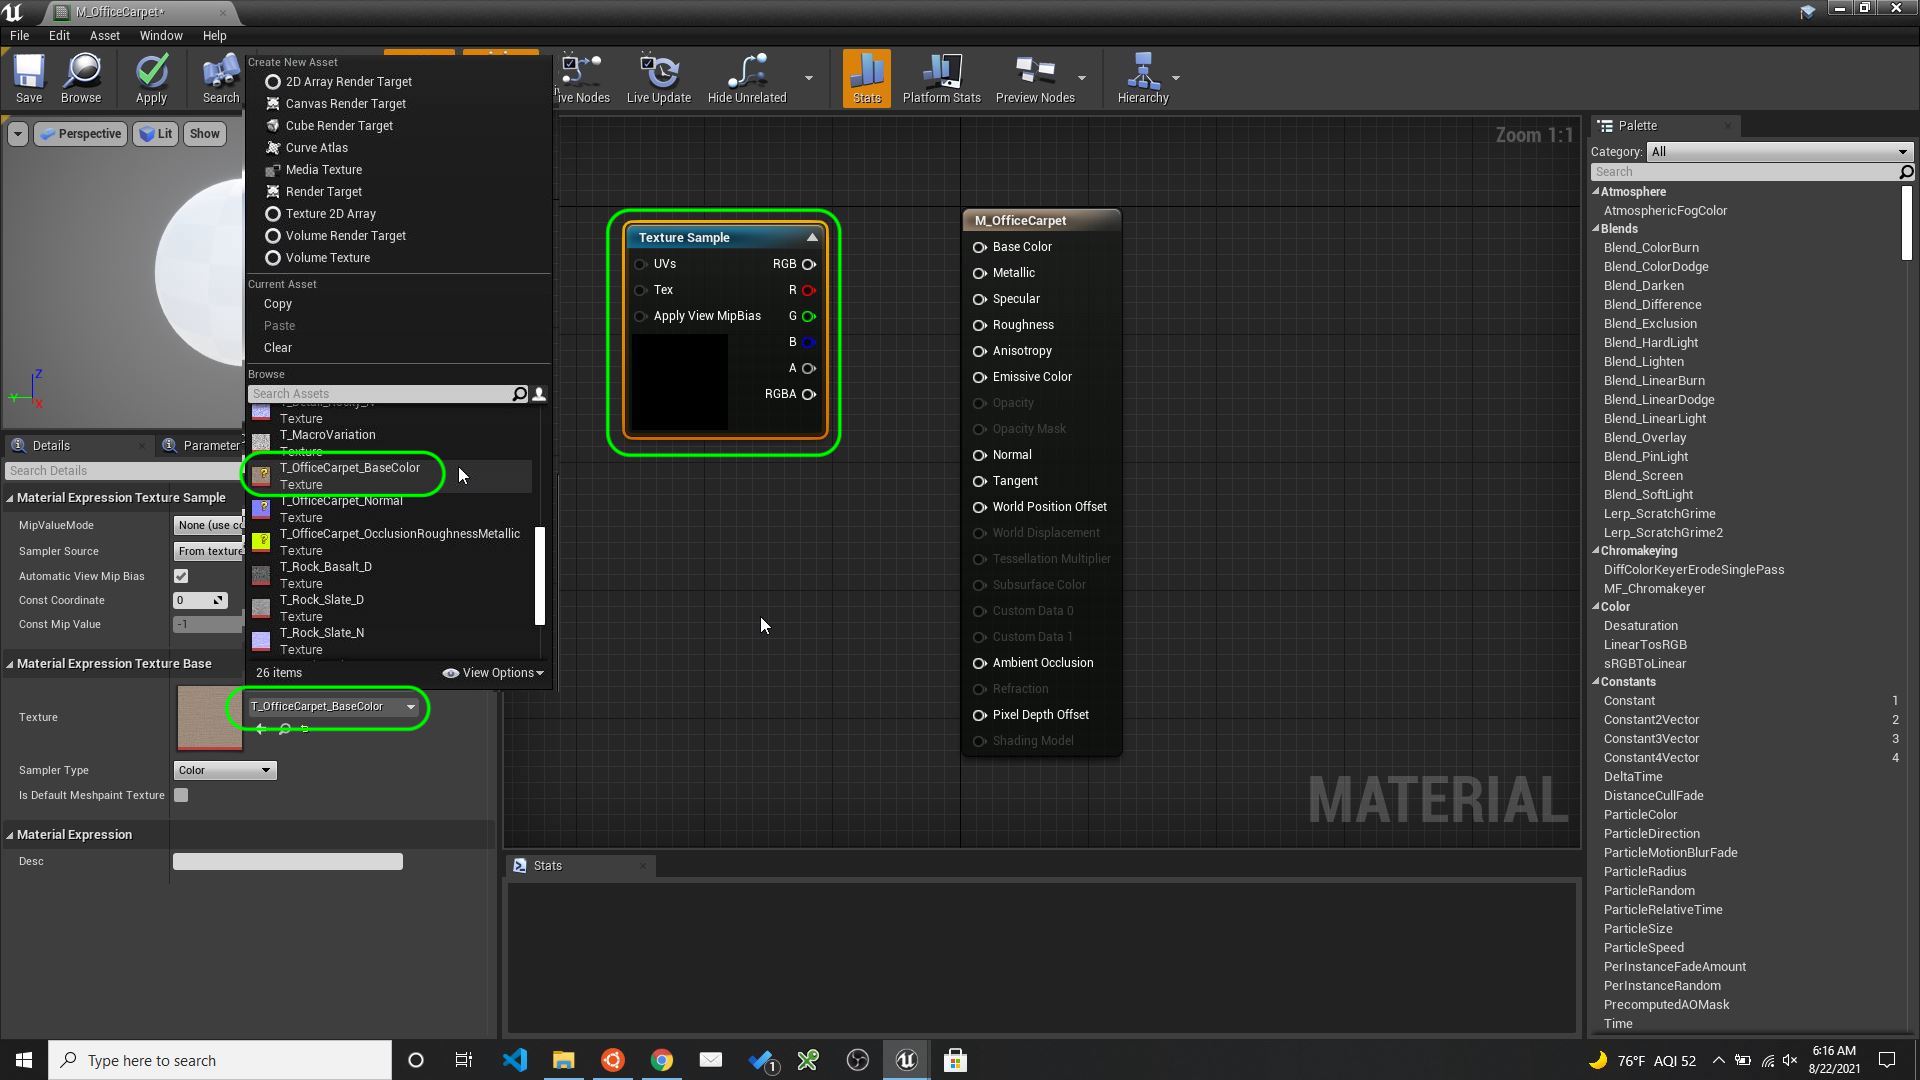 M_OfficeCarpet*
File Edit Asset Window Help
Save
Browse
Apply
Search
ive Nodes
Live Update
Hide Unrelated
Stats
Platform Stats
Preview Nodes
Hierarchy
Perspective
Lit
Show
Z
Y
X
Create New Asset
2D Array Render Target
Canvas Render Target
Cube Render Target
Curve Atlas
Media Texture
Render Target
Texture 2D Array
Volume Render Target
Volume Texture
Current Asset
Copy
Paste
Clear
Browse
Search Assets
Texture
T_MacroVariation
Texture
T_OfficeCarpet_BaseColor
Texture
T_OfficeCarpet_Normal
Texture
T_OfficeCarpet_OcclusionRoughnessMetallic
Texture
T_Rock_Basalt_D
Texture
T_Rock_Slate_D
Texture
T_Rock_Slate_N
Texture
26 items
View Options
Details
Parameter
Search Details
Material Expression Texture Sample
MipValueMode None (use co
Sampler Source From texture
Automatic View Mip Bias
Const Coordinate 0
Const Mip Value -1
Material Expression Texture Base
Texture T_OfficeCarpet_BaseColor
Sampler Type Color
Is Default Meshpaint Texture
Material Expression
Desc
Zoom 1:1
Texture Sample
UVs RGB
Tex R
Apply View MipBias G
B
A
RGBA
M_OfficeCarpet
Base Color
Metallic
Specular
Roughness
Anisotropy
Emissive Color
Opacity
Opacity Mask
Normal
Tangent
World Position Offset
World Displacement
Tessellation Multiplier
Subsurface Color
Custom Data 0
Custom Data 1
Ambient Occlusion
Refraction
Pixel Depth Offset
Shading Model
MATERIAL
Stats
Palette
Category: All
Search
Atmosphere
AtmosphericFogColor
Blends
Blend_ColorBurn
Blend_ColorDodge
Blend_Darken
Blend_Difference
Blend_Exclusion
Blend_HardLight
Blend_Lighten
Blend_LinearBurn
Blend_LinearDodge
Blend_LinearLight
Blend_Overlay
Blend_PinLight
Blend_Screen
Blend_SoftLight
Lerp_ScratchGrime
Lerp_ScratchGrime2
Chromakeying
DiffColorKeyerErodeSinglePass
MF_Chromakeyer
Color
Desaturation
LinearTosRGB
sRGBToLinear
Constants
Constant 1
Constant2Vector 2
Constant3Vector 3
Constant4Vector 4
DeltaTime
DistanceCullFade
ParticleColor
ParticleDirection
ParticleMotionBlurFade
ParticleRadius
ParticleRandom
ParticleRelativeTime
ParticleSize
ParticleSpeed
PerInstanceFadeAmount
PerInstanceRandom
PrecomputedAOMask
Time
Type here to search
1
76°F AQI 52
6:16 AM
8/22/2021